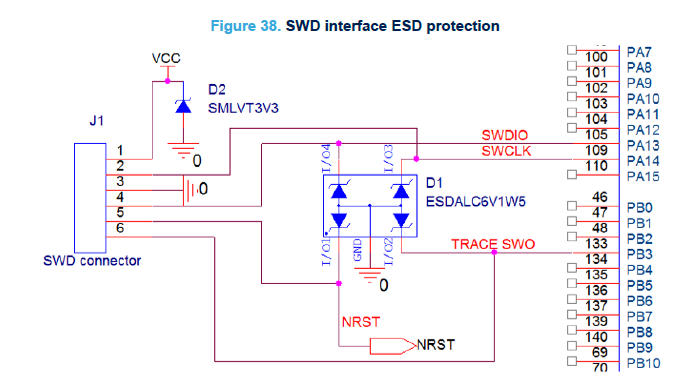 Figure 38. SWD interface ESD protection
VCC
D2
SMLVT3V3
0
J1
1
2
3
4
5
6
0
SWD connector
I/O4
I/O3
D1
ESDALC6V1W5
I/O1
GND
I/O2
0
SWDIO
SWCLK
TRACE SWO
NRST
NRST
PA7
100
PA8
101
PA9
102
PA10
103
PA11
104
PA12
105
PA13
109
PA14
110
PA15
46
PB0
47
PB1
48
PB2
133
PB3
134
PB4
135
PB5
136
PB6
137
PB7
139
PB8
140
PB9
69
PB10
70